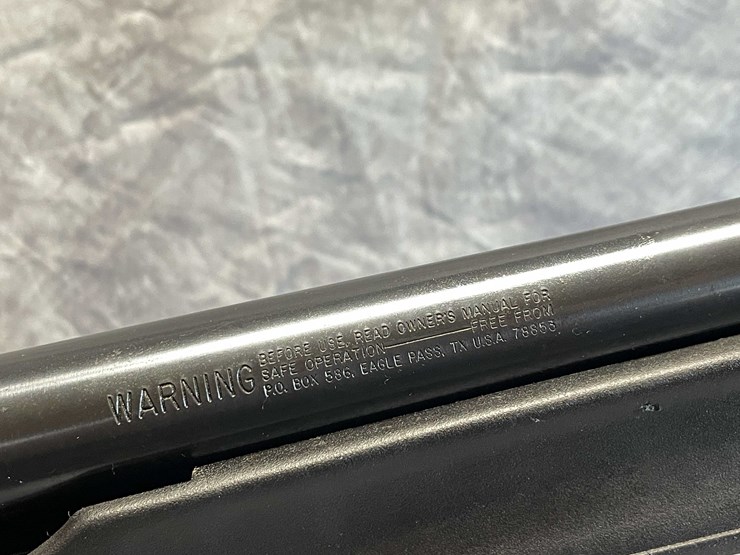 WARNING
BEFORE USE, READ OWNER'S MANUAL FOR
SAFE OPERATION————FREE FROM
P.O. BOX 586, EAGLE PASS, TX U.S.A. 78853